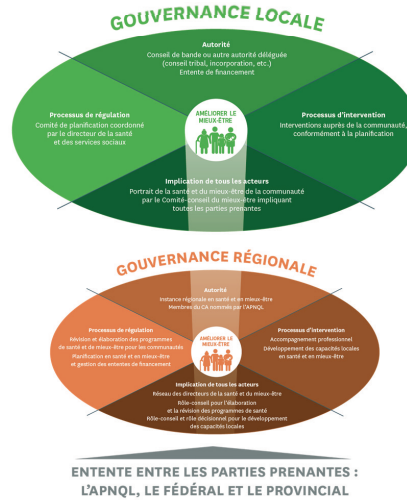 GOUVERNANCE LOCALE
Autorité
Conseil de bande ou autre autorité déléguée
(conseil tribal, incorporation, etc.)
Entente de financement
Processus de régulation
Comité de planification coordonné
par le directeur de la santé
et des services sociaux
AMÉLIORER LE
MIEUX-ÊTRE
Processus d'intervention
Interventions auprès de la communauté,
conformément à la planification
Implication de tous les acteurs
Portrait de la santé et du mieux-être de la communauté
par le Comité-conseil du mieux-être impliquant
toutes les parties prenantes
GOUVERNANCE RÉGIONALE
Autorité
Instance régionale en santé et en mieux-être
Membres du CA nommés par l'APNQL
Processus de régulation
Révision et élaboration des programmes
de santé et de mieux-être pour les communautés
Planification en santé et en mieux-être
et gestion des ententes de financement
AMÉLIORER LE
MIEUX-ÊTRE
Processus d'intervention
Accompagnement professionnel
Développement des capacités locales
en santé et en mieux-être
Implication de tous les acteurs
Réseau des directeurs de la santé et du mieux-être
Rôle-conseil pour l'élaboration
et la révision des programmes de santé
Rôle-conseil et rôle décisionnel pour le développement
des capacités locales
ENTENTE ENTRE LES PARTIES PRENANTES :
L'APNQL, LE FÉDÉRAL ET LE PROVINCIAL